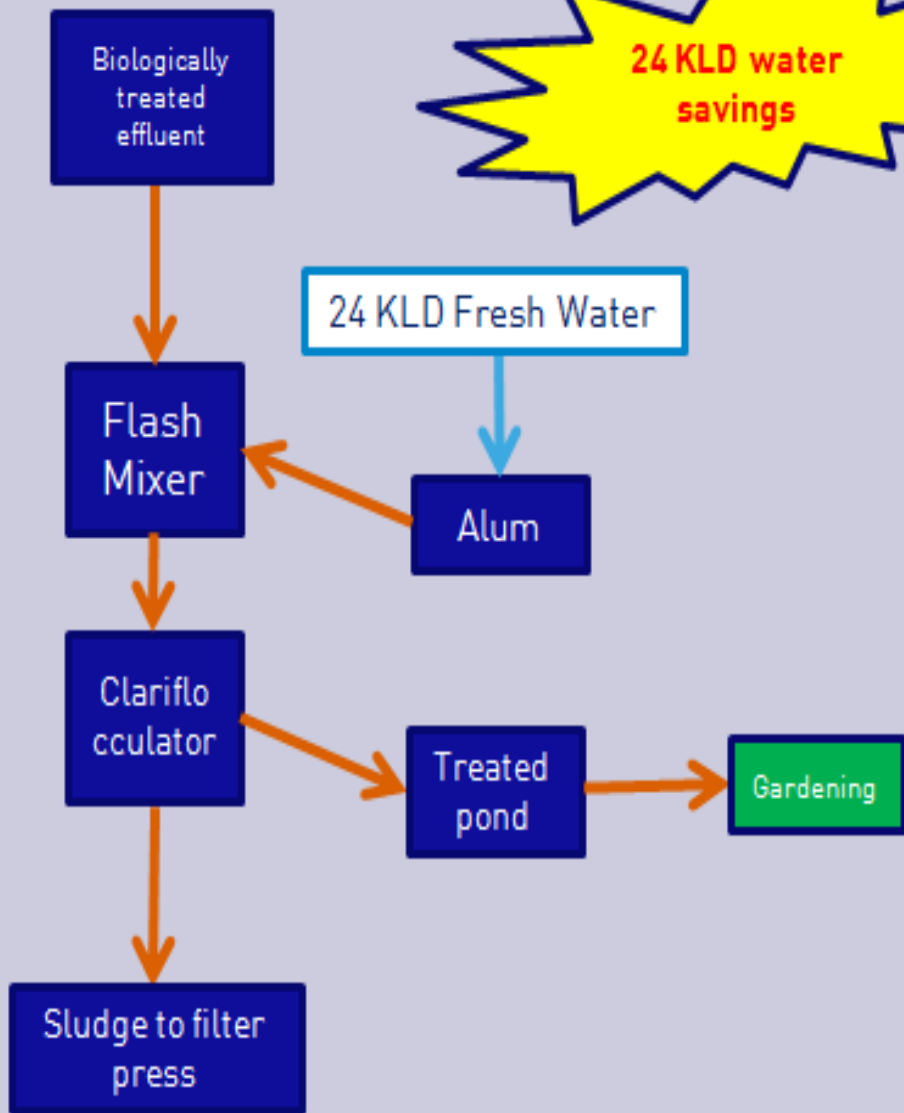 Biologically
treated
effluent
24 KLD water
savings
24 KLD Fresh Water
Flash
Mixer
Alum
Clariflo
cculator
Treated
pond
Gardening
Sludge to filter
press